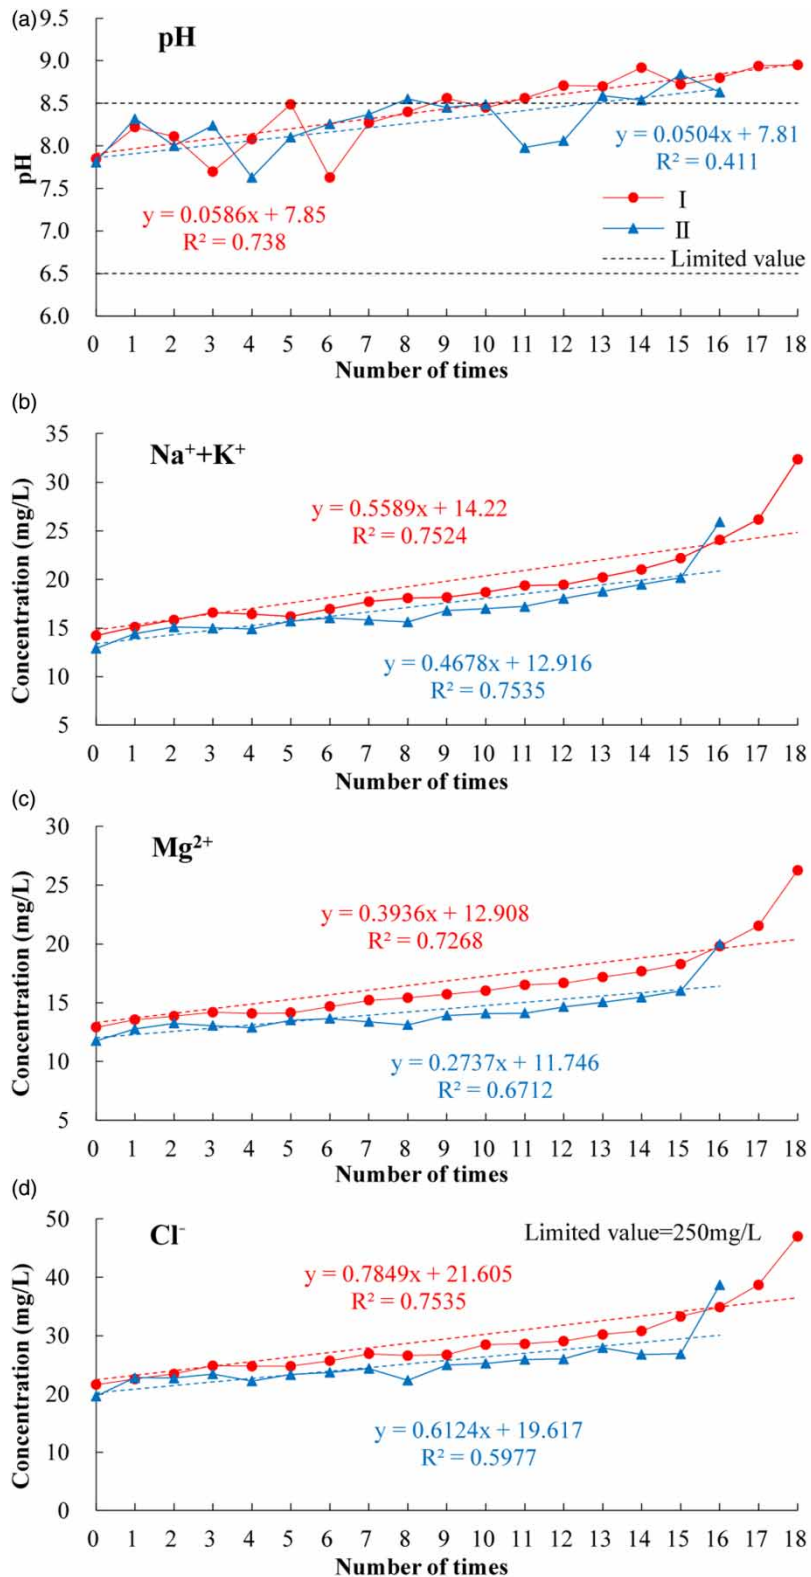 (a)
pH
9.5
9.0
8.5
8.0
7.5
7.0
6.5
6.0
pH
y = 0.0504x + 7.81
R² = 0.411
y = 0.0586x + 7.85
R² = 0.738
I
II
Limited value
0 1 2 3 4 5 6 7 8 9 10 11 12 13 14 15 16 17 18
Number of times
(b)
Na⁺+K⁺
35
30
25
20
15
10
5
Concentration (mg/L)
y = 0.5589x + 14.22
R² = 0.7524
y = 0.4678x + 12.916
R² = 0.7535
0 1 2 3 4 5 6 7 8 9 10 11 12 13 14 15 16 17 18
Number of times
(c)
Mg²⁺
30
25
20
15
10
5
Concentration (mg/L)
y = 0.3936x + 12.908
R² = 0.7268
y = 0.2737x + 11.746
R² = 0.6712
0 1 2 3 4 5 6 7 8 9 10 11 12 13 14 15 16 17 18
Number of times
(d)
Cl⁻
Limited value=250mg/L
50
40
30
20
10
0
Concentration (mg/L)
y = 0.7849x + 21.605
R² = 0.7535
y = 0.6124x + 19.617
R² = 0.5977
0 1 2 3 4 5 6 7 8 9 10 11 12 13 14 15 16 17 18
Number of times